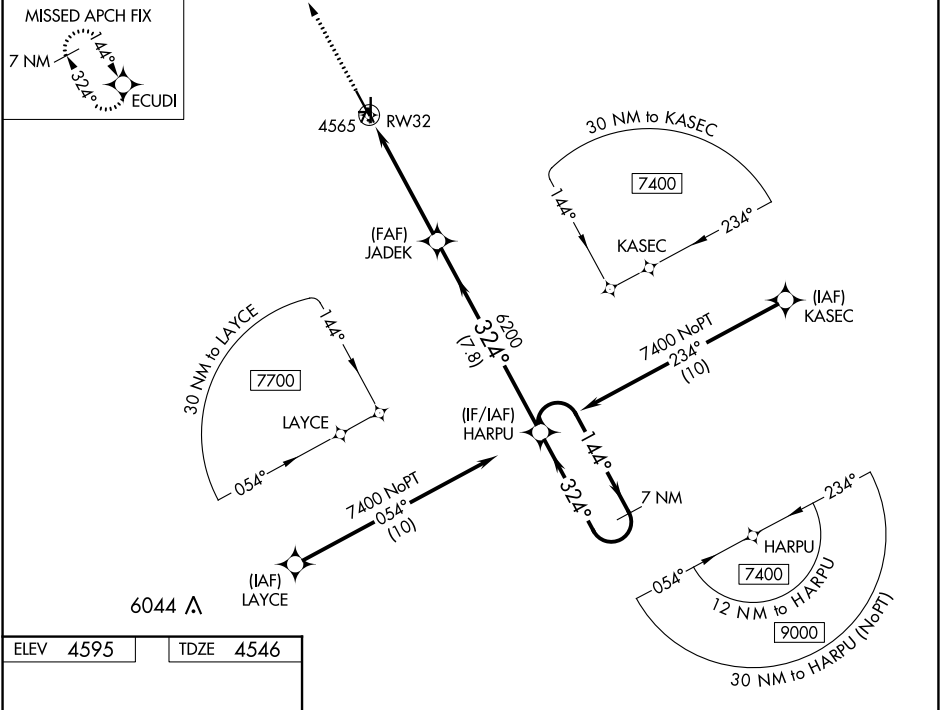 MISSED APCH FIX
7 NM
144°
324°
ECUDI
4565
RW32
30 NM to KASEC
7400
144°
234°
KASEC
(FAF)
JADEK
(IAF)
KASEC
6200
324°
(7.8)
7400 NoPT
234°
(10)
30 NM to LAYCE
144°
7700
LAYCE
054°
(IF/IAF)
HARPU
144°
324°
7 NM
7400 NoPT
054°
(10)
(IAF)
LAYCE
234°
054°
HARPU
7400
12 NM to HARPU
9000
30 NM to HARPU (NoPT)
6044
ELEV 4595
TDZE 4546